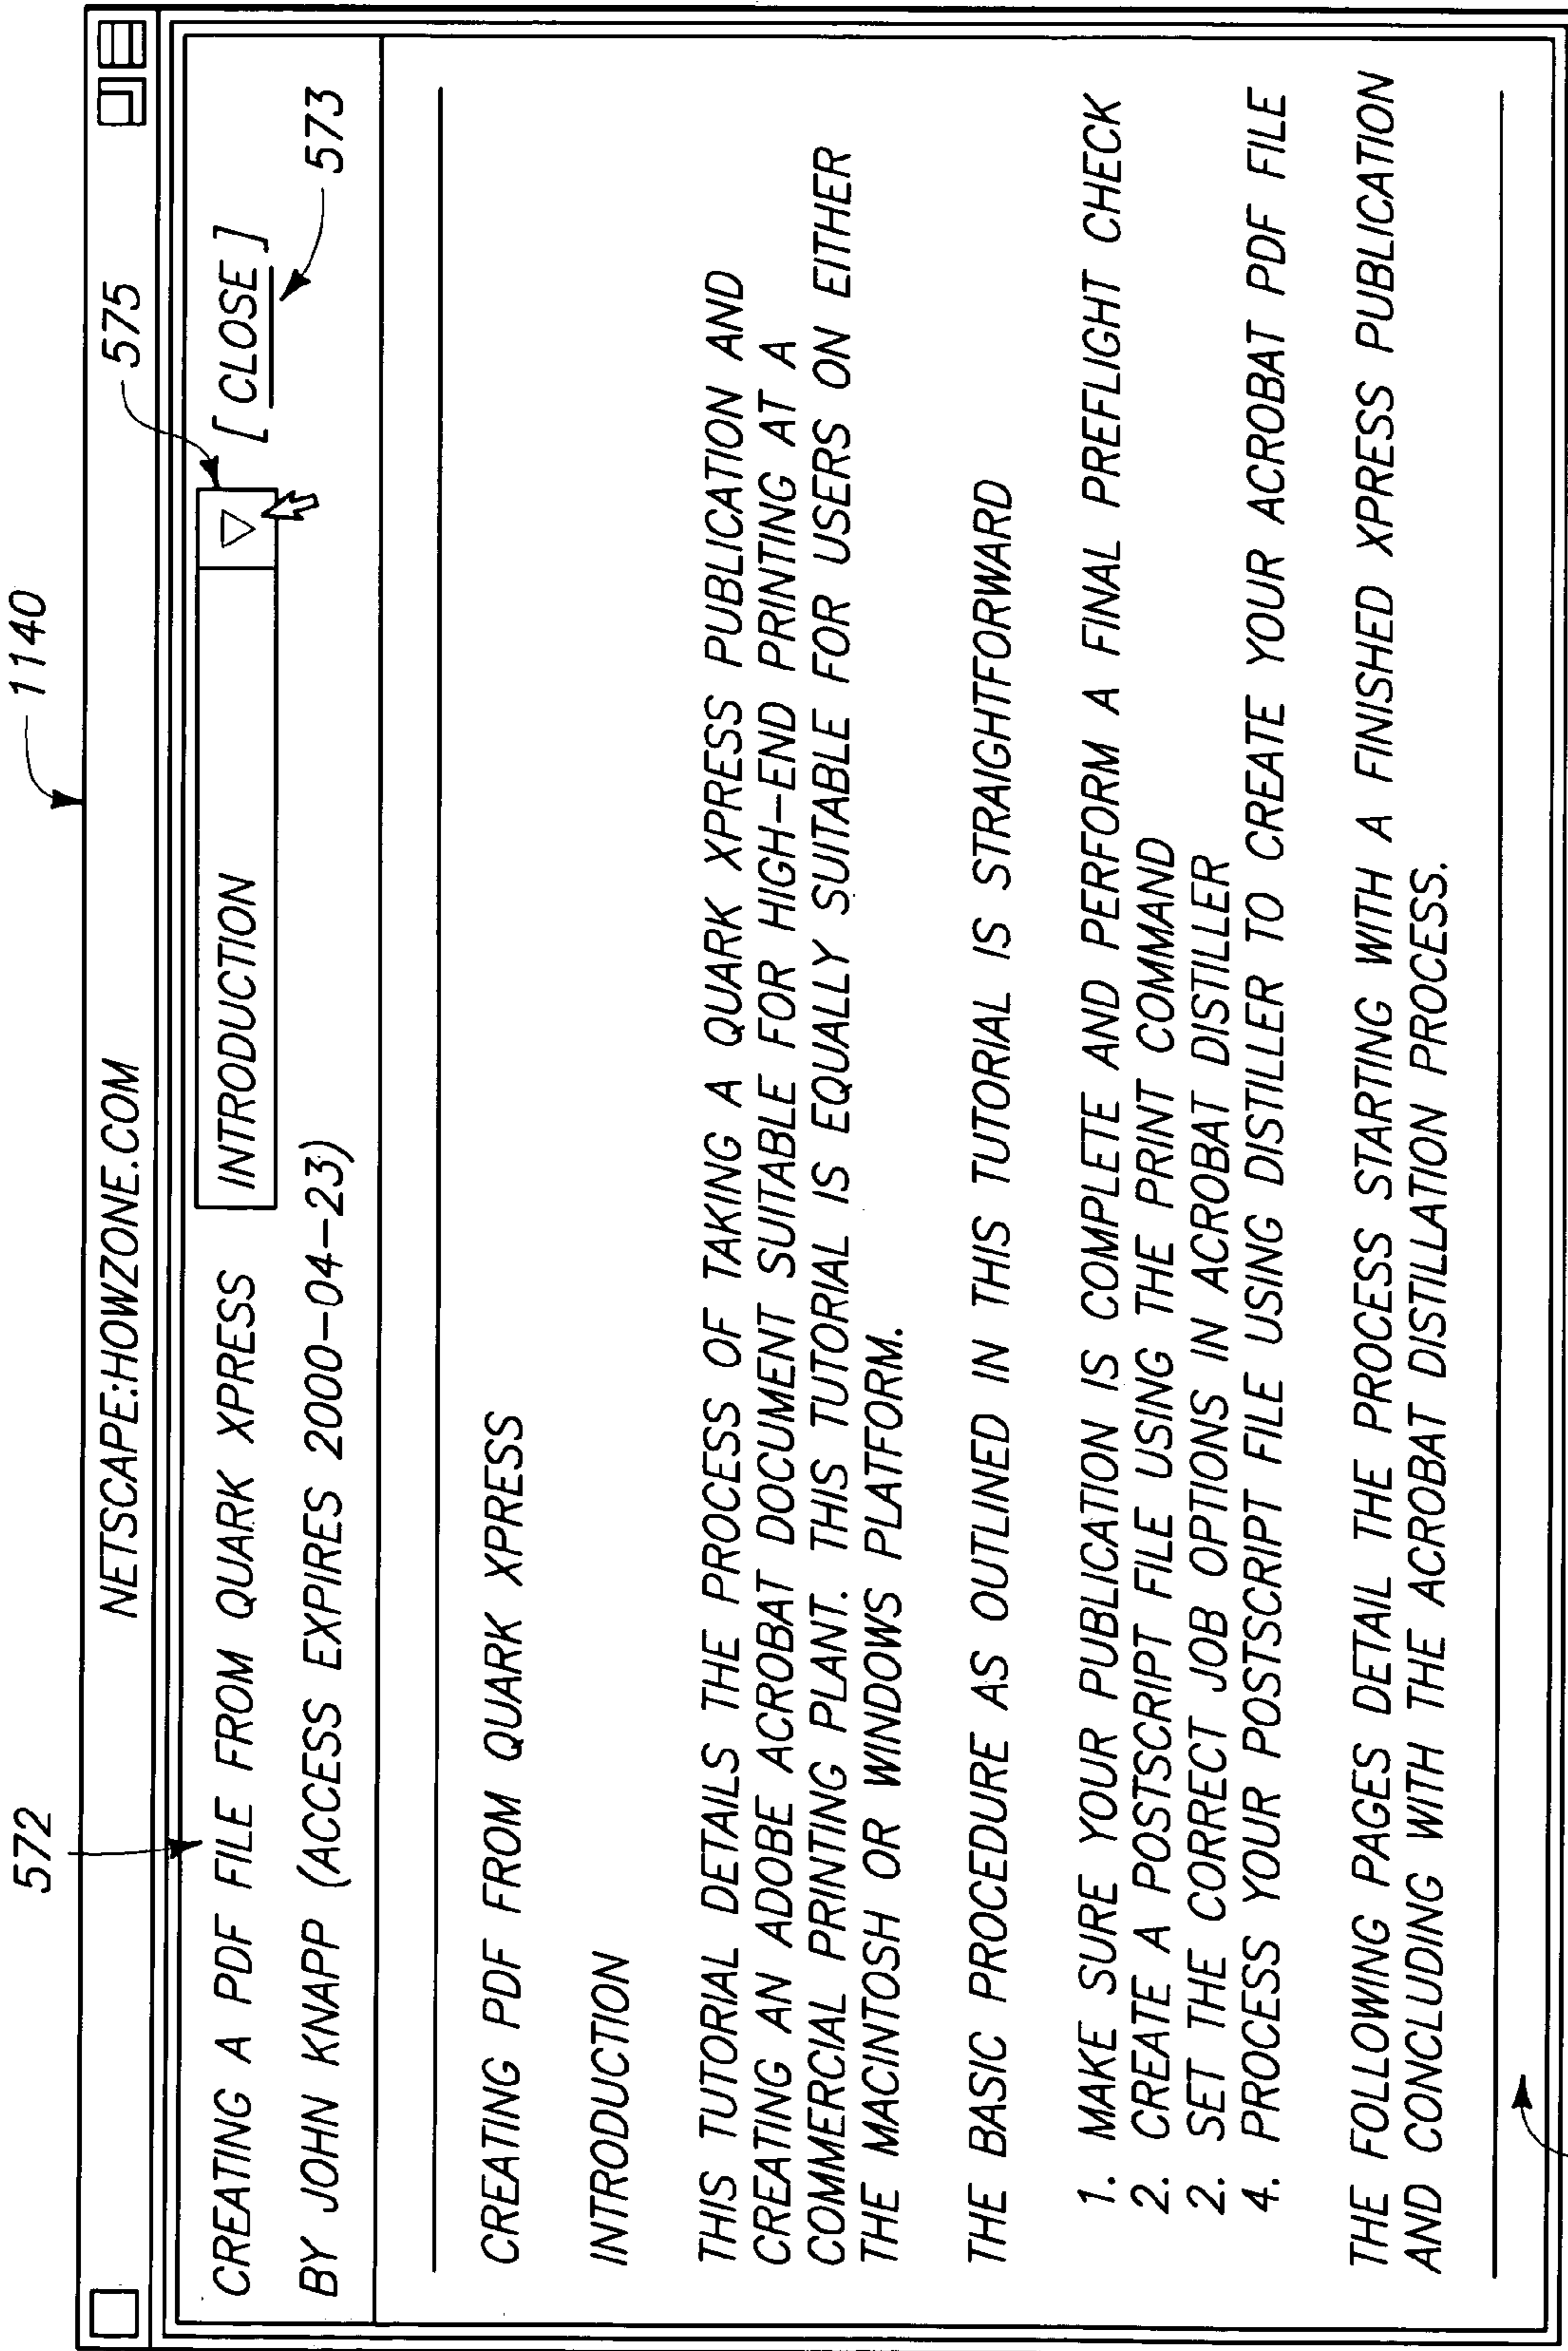 1140
572
575
NETSCAPE:HOWZONE.COM
CREATING A PDF FILE FROM QUARK XPRESS
INTRODUCTION
[ CLOSE ]
BY JOHN KNAPP (ACCESS EXPIRES 2000-04-23)
573
CREATING PDF FROM QUARK XPRESS
INTRODUCTION
THIS TUTORIAL DETAILS THE PROCESS OF TAKING A QUARK XPRESS PUBLICATION AND
CREATING AN ADOBE ACROBAT DOCUMENT SUITABLE FOR HIGH-END PRINTING AT A
COMMERCIAL PRINTING PLANT. THIS TUTORIAL IS EQUALLY SUITABLE FOR USERS ON EITHER
THE MACINTOSH OR WINDOWS PLATFORM.
THE BASIC PROCEDURE AS OUTLINED IN THIS TUTORIAL IS STRAIGHTFORWARD
1. MAKE SURE YOUR PUBLICATION IS COMPLETE AND PERFORM A FINAL PREFLIGHT CHECK
2. CREATE A POSTSCRIPT FILE USING THE PRINT COMMAND
2. SET THE CORRECT JOB OPTIONS IN ACROBAT DISTILLER
4. PROCESS YOUR POSTSCRIPT FILE USING DISTILLER TO CREATE YOUR ACROBAT PDF FILE
THE FOLLOWING PAGES DETAIL THE PROCESS STARTING WITH A FINISHED XPRESS PUBLICATION
AND CONCLUDING WITH THE ACROBAT DISTILLATION PROCESS.